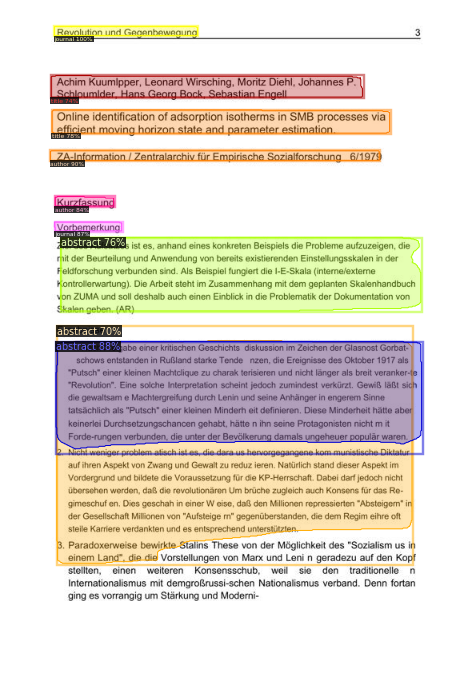 Revolution und Gegenbewegung 3
journal 100%
Achim Kuumlpper, Leonard Wirsching, Moritz Diehl, Johannes P.
Schloumlder, Hans Georg Bock, Sebastian Engell
Online identification of adsorption isotherms in SMB processes via
efficient moving horizon state and parameter estimation.
title 75%
ZA-Information / Zentralarchiv für Empirische Sozialforschung 6/1979
author 90%
Kurzfassung
author 84%
Vorbemerkung
journal 87%
abstract 76%
ist es, anhand eines konkreten Beispiels die Probleme aufzuzeigen, die
mit der Beurteilung und Anwendung von bereits existierenden Einstellungsskalen in der
Feldforschung verbunden sind. Als Beispiel fungiert die I-E-Skala (interne/externe
Kontrollerwartung). Die Arbeit steht im Zusammenhang mit dem geplanten Skalenhandbuch
von ZUMA und soll deshalb auch einen Einblick in die Problematik der Dokumentation von
Skalen geben. (AR)
abstract 70%
abstract 88%
einer kritischen Geschichts diskussion im Zeichen der Glasnost Gorbat-
schows entstanden in Rußland starke Tende nzen, die Ereignisse des Oktober 1917 als
"Putsch" einer kleinen Machtclique zu charak terisieren und nicht länger als breit veranker-te
"Revolution". Eine solche Interpretation scheint jedoch zumindest verkürzt. Gewiß läßt sich
die gewaltsam e Machtergreifung durch Lenin und seine Anhänger in engerem Sinne
tatsächlich als "Putsch" einer kleinen Mindern eit definieren. Diese Minderheit hätte aber
keinerlei Durchsetzungschancen gehabt, hätte n ihn seine Protagonisten nicht m it
Forde-rungen verbunden, die unter der Bevölkerung damals ungeheuer populär waren.
2. Nicht weniger problem atisch ist es, die dara us hervorgegangene kom munistische Diktatur
auf ihren Aspekt von Zwang und Gewalt zu reduz ieren. Natürlich stand dieser Aspekt im
Vordergrund und bildete die Voraussetzung für die KP-Herrschaft. Dabei darf jedoch nicht
übersehen werden, daß die revolutionären Um brüche zugleich auch Konsens für das Re-
gimeschuf en. Dies geschah in einer W eise, daß den Millionen repressierten "Absteigern" in
der Gesellschaft Millionen von "Aufsteige rn" gegenüberstanden, die dem Regim eihre oft
steile Karriere verdankten und es entsprechend unterstützten.
3. Paradoxerweise bewirkte Stalins These von der Möglichkeit des "Sozialism us in
einem Land", die die Vorstellungen von Marx und Leni n geradezu auf den Kopf
stellten, einen weiteren Konsensschub, weil sie den traditionelle n
Internationalismus mit demgroßrussi-schen Nationalismus verband. Denn fortan
ging es vorrangig um Stärkung und Moderni-